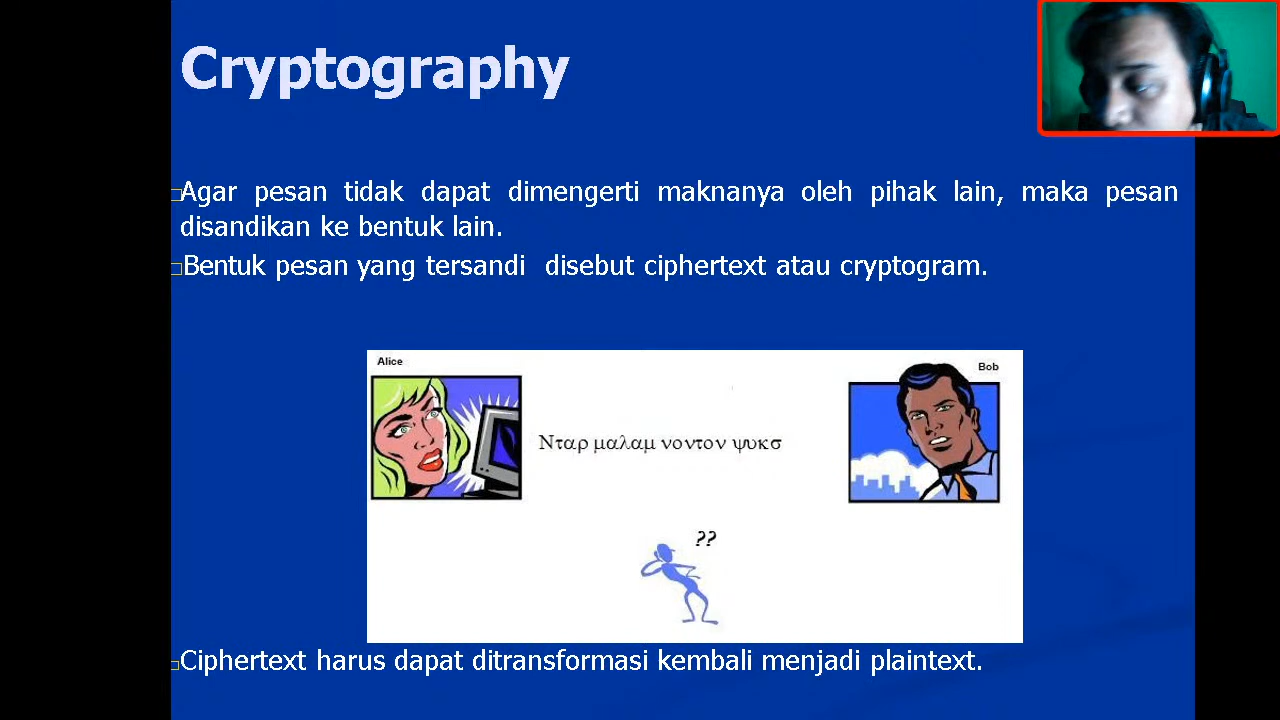 Cryptography
Agar pesan tidak dapat dimengerti maknanya oleh pihak lain, maka pesan
disandikan ke bentuk lain.
Bentuk pesan yang tersandi disebut ciphertext atau cryptogram.
Alice
Bob
Νταρ μαλαμ νοντον ψυκσ
??
Ciphertext harus dapat ditransformasi kembali menjadi plaintext.